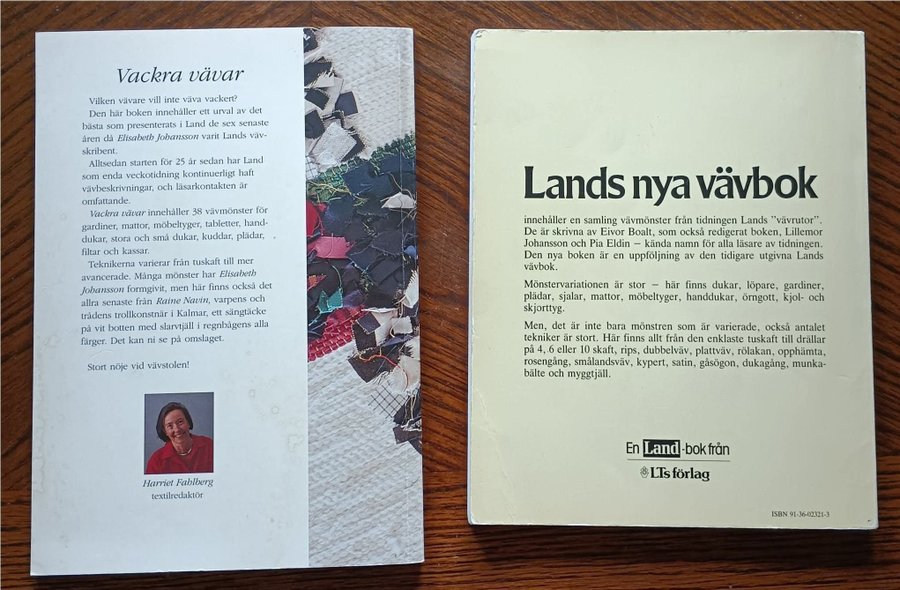 Vackra vävar
Vilken vävare vill inte väva vackert?
Den här boken innehåller ett urval av det
bästa som presenterats i Land de sex senaste
åren då Elisabeth Johansson varit Lands väv-
skribent.
Alltsedan starten för 25 år sedan har Land
som enda veckotidning kontinuerligt haft
vävbeskrivningar, och läsarkontakten är
omfattande.
Vackra vävar innehåller 38 vävmönster för
gardiner, mattor, möbeltyger, tabletter, hand-
dukar, stora och små dukar, kuddar, plädar,
filtar och kassar.
Teknikerna varierar från tuskaft till mer
avancerade. Många mönster har Elisabeth
Johansson formgivit, men här finns också det
allra senaste från Raine Navin, varpens och
trådens trollkonstnär i Kalmar, ett sängtäcke
på vit botten med slarvtjäll i regnbågens alla
färger. Det kan ni se på omslaget.
Stort nöje vid vävstolen!
Harriet Fahlberg
textilredaktör
Lands nya vävbok
innehåller en samling vävmönster från tidningen Lands ”vävrutor”.
De är skrivna av Eivor Boalt, som också redigerat boken, Lillemor
Johansson och Pia Eldin – kända namn för alla läsare av tidningen.
Den nya boken är en uppföljning av den tidigare utgivna Lands
vävbok.
Mönstervariationen är stor – här finns dukar, löpare, gardiner,
plädar, sjalar, mattor, möbeltyger, handdukar, örngott, kjol- och
skjorttyg.
Men, det är inte bara mönstren som är varierade, också antalet
tekniker är stort. Här finns allt från den enklaste tuskaft till drällar
på 4, 6 eller 10 skaft, rips, dubbelväv, plattväv, rölakan, opphämta,
rosengång, smålandsväv, kypert, satin, gåsögon, dukagång, munka-
bälte och myggtjäll.
En Land-bok från
LTs förlag
ISBN 91-36-02321-3